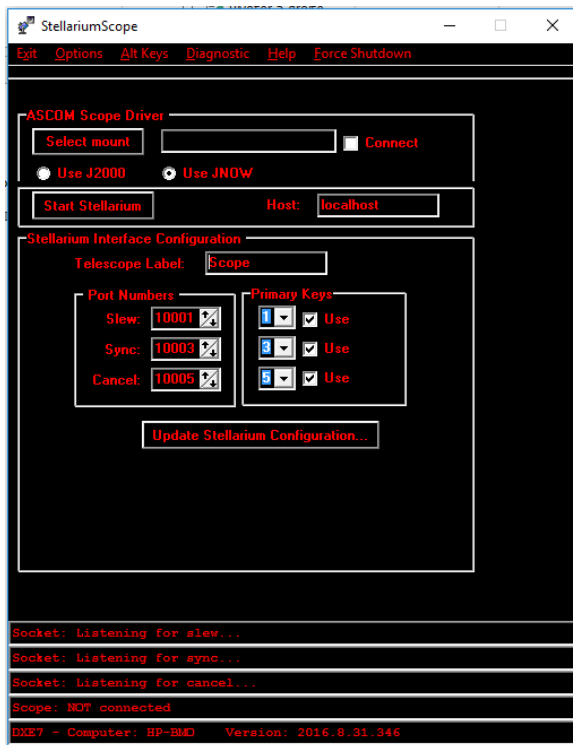 StellariumScope
Exit Options Alt Keys Diagnostic Help Force Shutdown
ASCOM Scope Driver
Select mount Connect
Use J2000 Use JNOW
Start Stellarium Host: localhost
Stellarium Interface Configuration
Telescope Label: Scope
Port Numbers Primary Keys
Slew: 10001 1 Use
Sync: 10003 3 Use
Cancel: 10005 5 Use
Update Stellarium Configuration...
Socket: Listening for slew...
Socket: Listening for sync...
Socket: Listening for cancel...
Scope: NOT connected
DXE7 - Computer: HP-BMO Version: 2016.8.31.346